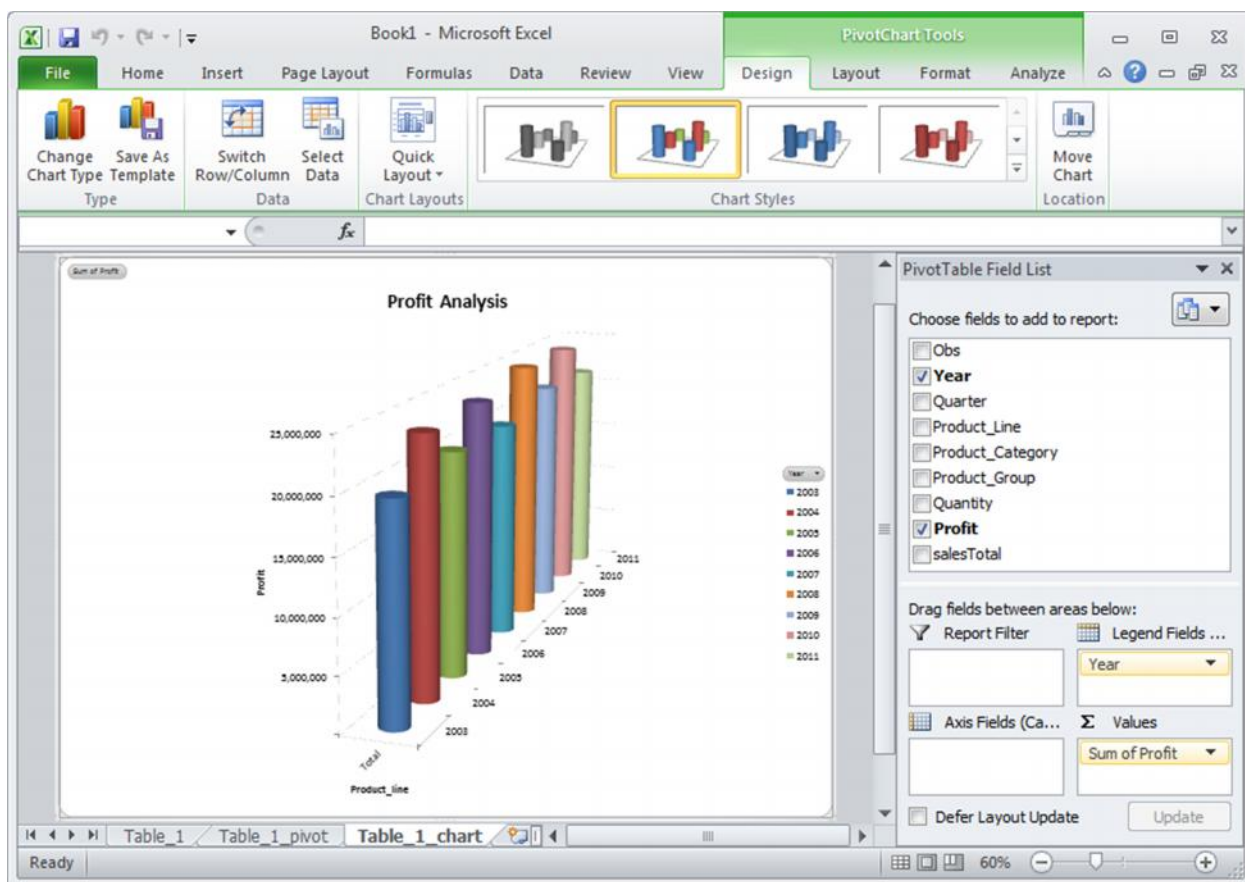 Book1 - Microsoft Excel
PivotChart Tools
File Home Insert Page Layout Formulas Data Review View Design Layout Format Analyze
Change Chart Type
Save As Template
Switch Row/Column
Select Data
Quick Layout
Move Chart
Type
Data
Chart Layouts
Chart Styles
Location
fx
Sum of Profit
Profit Analysis
25,000,000
20,000,000
15,000,000
10,000,000
5,000,000
-
Profit
2003
2004
2005
2006
2007
2008
2009
2010
2011
Total
Product_line
Year
2003
2004
2005
2006
2007
2008
2009
2010
2011
PivotTable Field List
Choose fields to add to report:
Obs
Year
Quarter
Product_Line
Product_Category
Product_Group
Quantity
Profit
salesTotal
Drag fields between areas below:
Report Filter
Legend Fields ...
Year
Axis Fields (Ca...
Σ Values
Sum of Profit
Defer Layout Update
Update
Table_1 Table_1_pivot Table_1_chart
Ready
60%